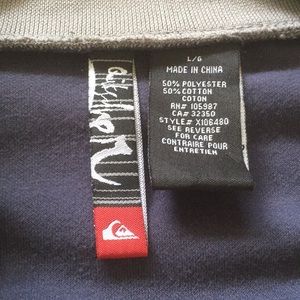 Quiksilver
L/G
MADE IN CHINA
50% POLYESTER
50% COTTON
COTON
RN# 105987
CA# 32350
STYLE# X106480
SEE REVERSE
FOR CARE
CONTRAIRE POUR
ENTRETIEN